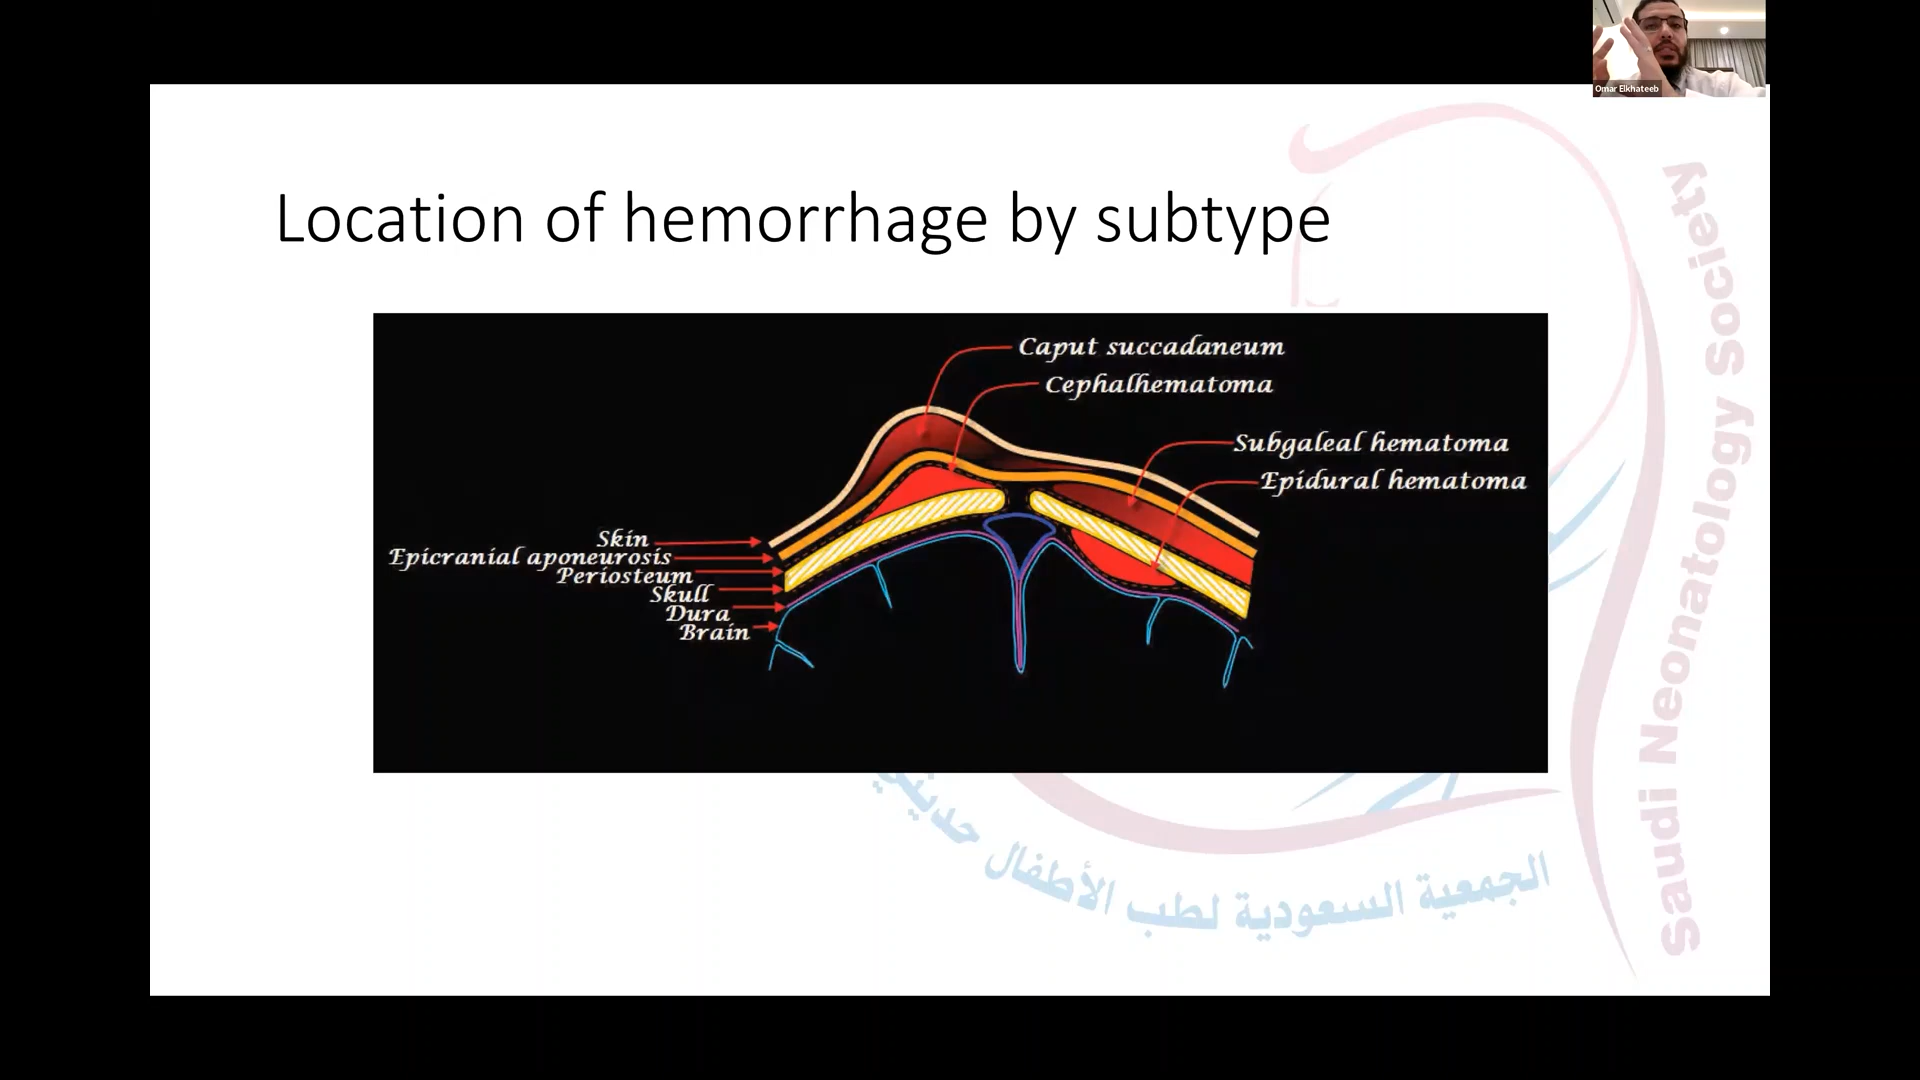 Omar Elkhateeb
Location of hemorrhage by subtype
Caput succadaneum
Cephalhematoma
Subgaleal hematoma
Epidural hematoma
Skin
Epicranial aponeurosis
Periosteum
Skull
Dura
Brain
Saudi Neonatology Society
الجمعية السعودية لطب الأطفال